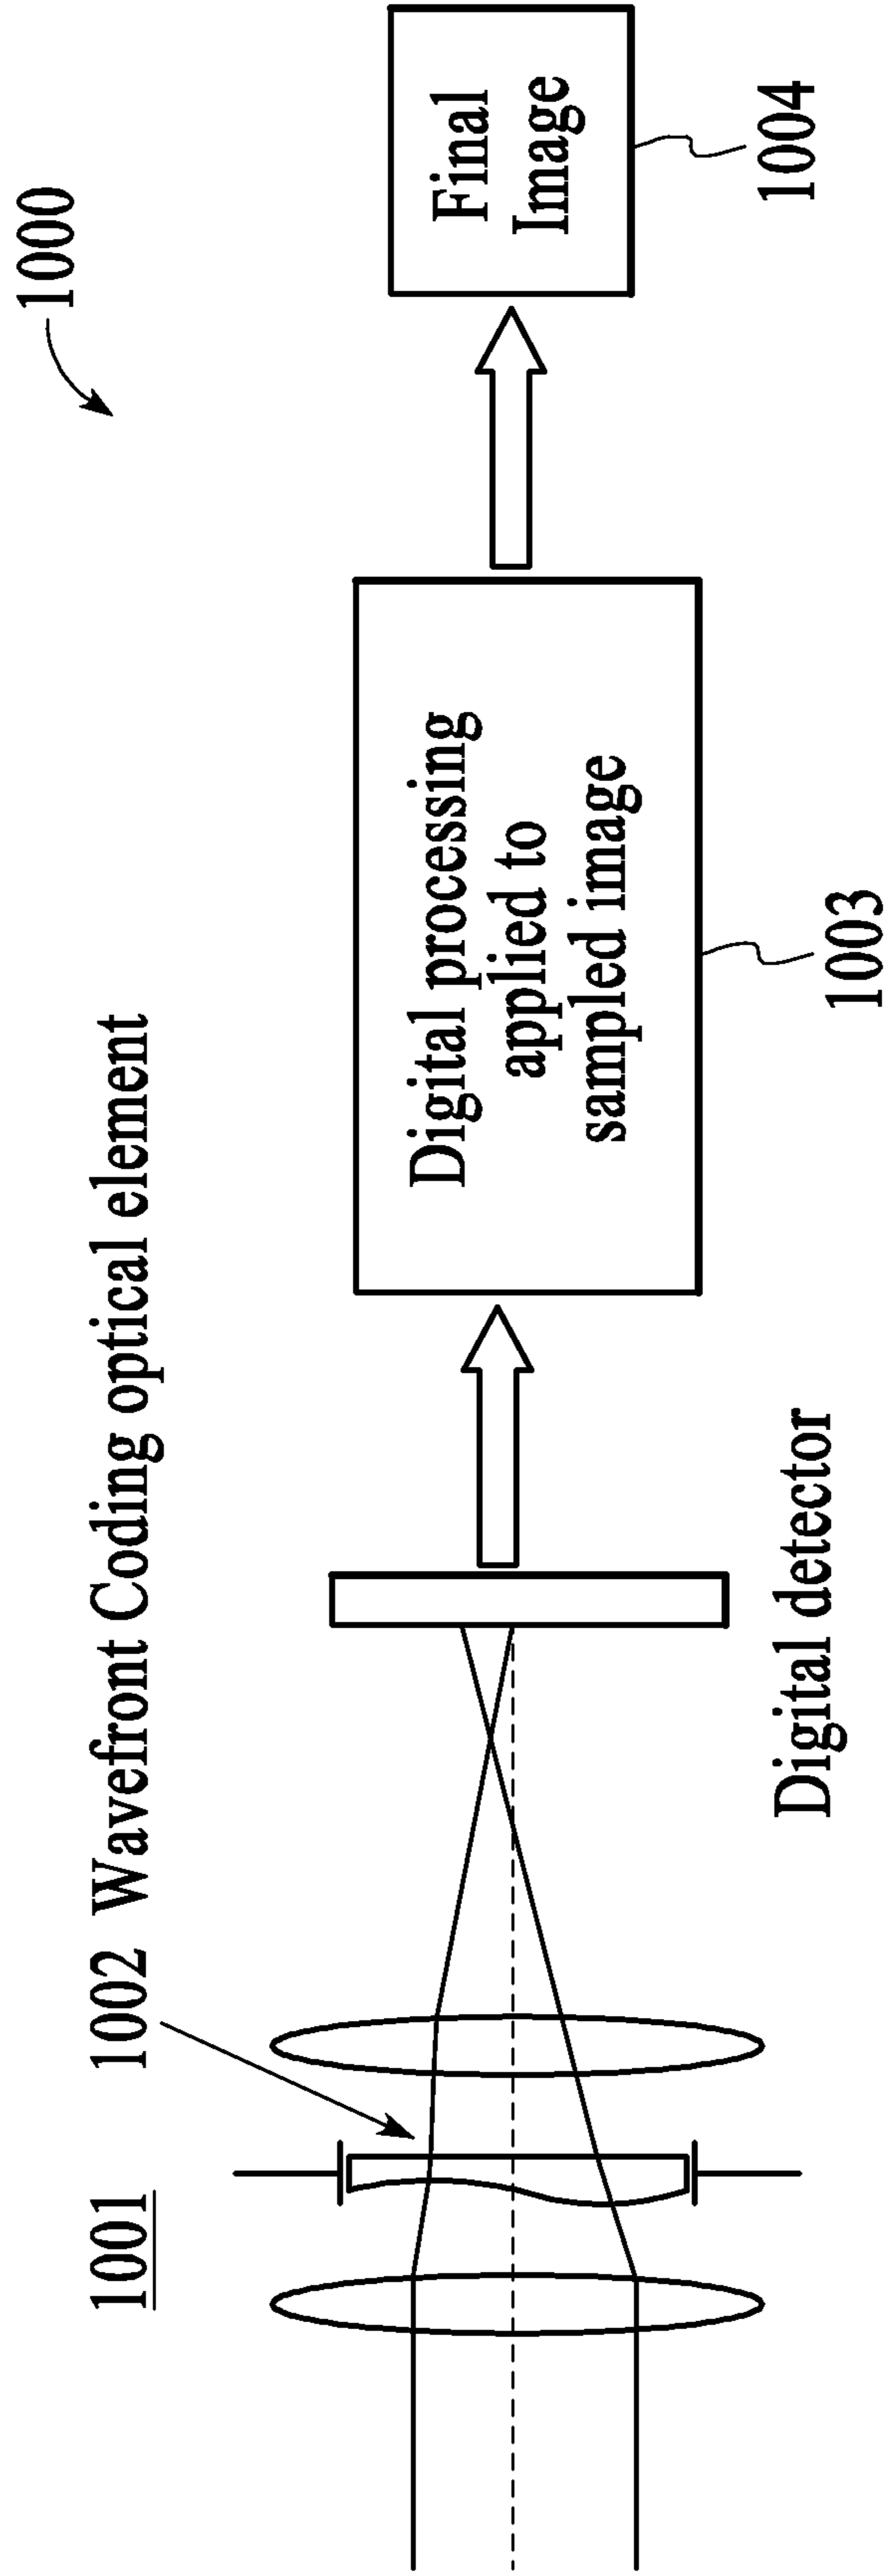 1000
1001
1002 Wavefront Coding optical element
Digital detector
Digital processing
applied to
sampled image
1003
Final
Image
1004